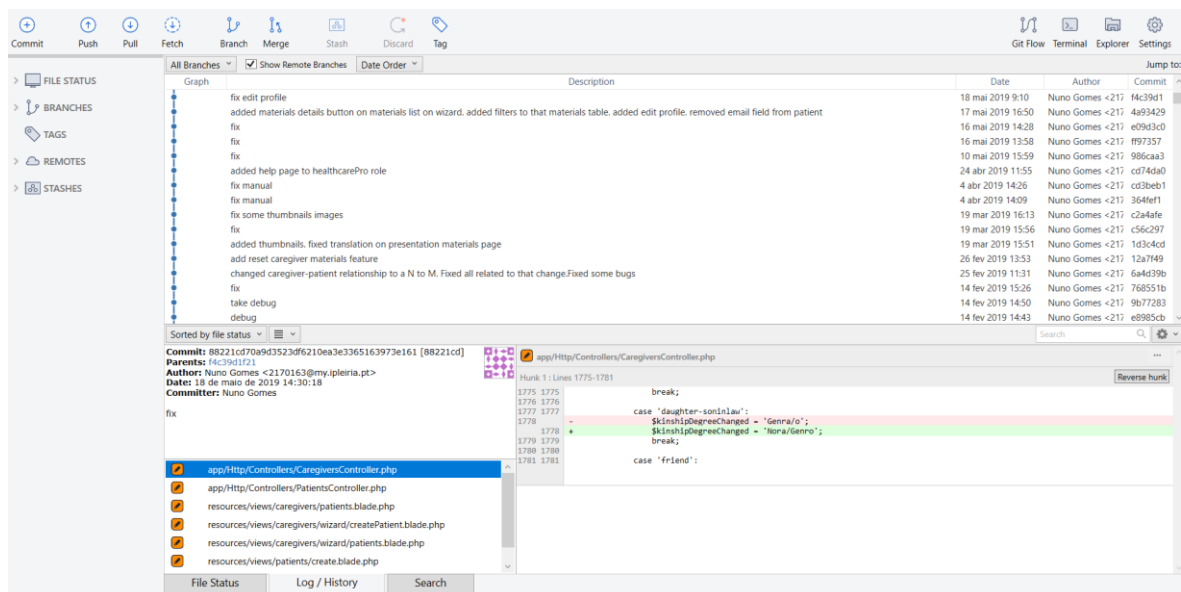 Commit Push Pull Fetch Branch Merge Stash Discard Tag Git Flow Terminal Explorer Settings
All Branches Show Remote Branches Date Order Jump to:
FILE STATUS
BRANCHES
TAGS
REMOTES
STASHES
Graph Description Date Author Commit
fix edit profile 18 mai 2019 9:10 Nuno Gomes <217 f4c39d1
added materials details button on materials list on wizard. added filters to that materials table. added edit profile. removed email field from patient 17 mai 2019 16:50 Nuno Gomes <217 4a93429
fix 16 mai 2019 14:28 Nuno Gomes <217 e09d3c0
fix 16 mai 2019 13:58 Nuno Gomes <217 ff97357
fix 10 mai 2019 15:59 Nuno Gomes <217 986caa3
added help page to healthcarePro role 24 abr 2019 11:55 Nuno Gomes <217 cd74da0
fix manual 4 abr 2019 14:26 Nuno Gomes <217 cd3beb1
fix manual 4 abr 2019 14:09 Nuno Gomes <217 364fef1
fix some thumbnails images 19 mar 2019 16:13 Nuno Gomes <217 c2a4afe
fix 19 mar 2019 15:56 Nuno Gomes <217 c56c297
added thumbnails. fixed translation on presentation materials page 19 mar 2019 15:51 Nuno Gomes <217 1d3c4cd
add reset caregiver materials feature 26 fev 2019 13:53 Nuno Gomes <217 12a7f49
changed caregiver-patient relationship to a N to M. Fixed all related to that change.Fixed some bugs 25 fev 2019 11:31 Nuno Gomes <217 6a4d39b
fix 14 fev 2019 15:26 Nuno Gomes <217 768551b
take debug 14 fev 2019 14:50 Nuno Gomes <217 9b77283
debug 14 fev 2019 14:43 Nuno Gomes <217 e8985cb
Sorted by file status Search
Commit: 88221cd70a9d3523df6210ea3e3365163973e161 [88221cd]
Parents: f4c39d1f21
Author: Nuno Gomes <2170163@my.ipleiria.pt>
Date: 18 de maio de 2019 14:30:18
Committer: Nuno Gomes
fix
app/Http/Controllers/CaregiversController.php
app/Http/Controllers/PatientsController.php
resources/views/caregivers/patients.blade.php
resources/views/caregivers/wizard/createPatient.blade.php
resources/views/caregivers/wizard/patients.blade.php
resources/views/patients/create.blade.php
app/Http/Controllers/CaregiversController.php ...
Hunk 1 : Lines 1775-1781 Reverse hunk
1775 1775 break;
1776 1776
1777 1777 case 'daughter-soninlaw':
1778 - $kinshipDegreeChanged = 'Genra/o';
1778 + $kinshipDegreeChanged = 'Nora/Genro';
1779 1779 break;
1780 1780
1781 1781 case 'friend':
File Status Log / History Search